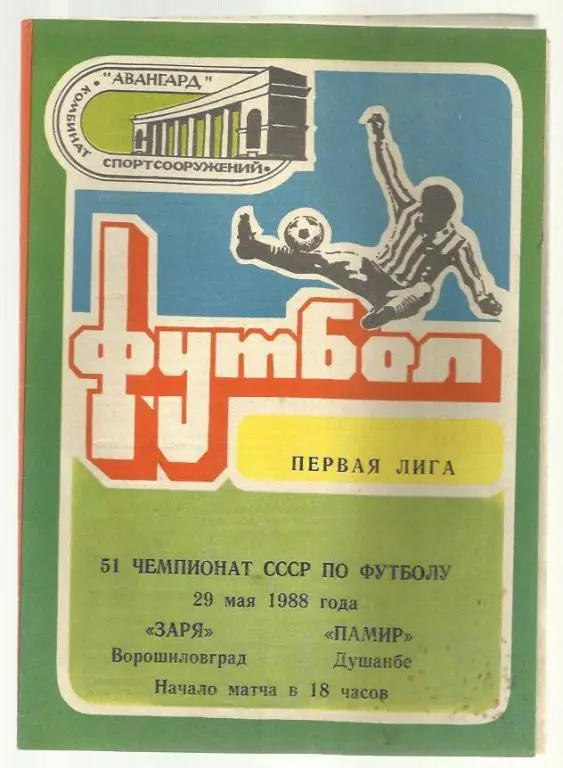 "АВАНГАРД"
КОМБИНАТ
СПОРТСООРУЖЕНИЙ
футбол
ПЕРВАЯ ЛИГА
51 ЧЕМПИОНАТ СССР ПО ФУТБОЛУ
29 мая 1988 года
«ЗАРЯ» «ПАМИР»
Ворошиловград Душанбе
Начало матча в 18 часов